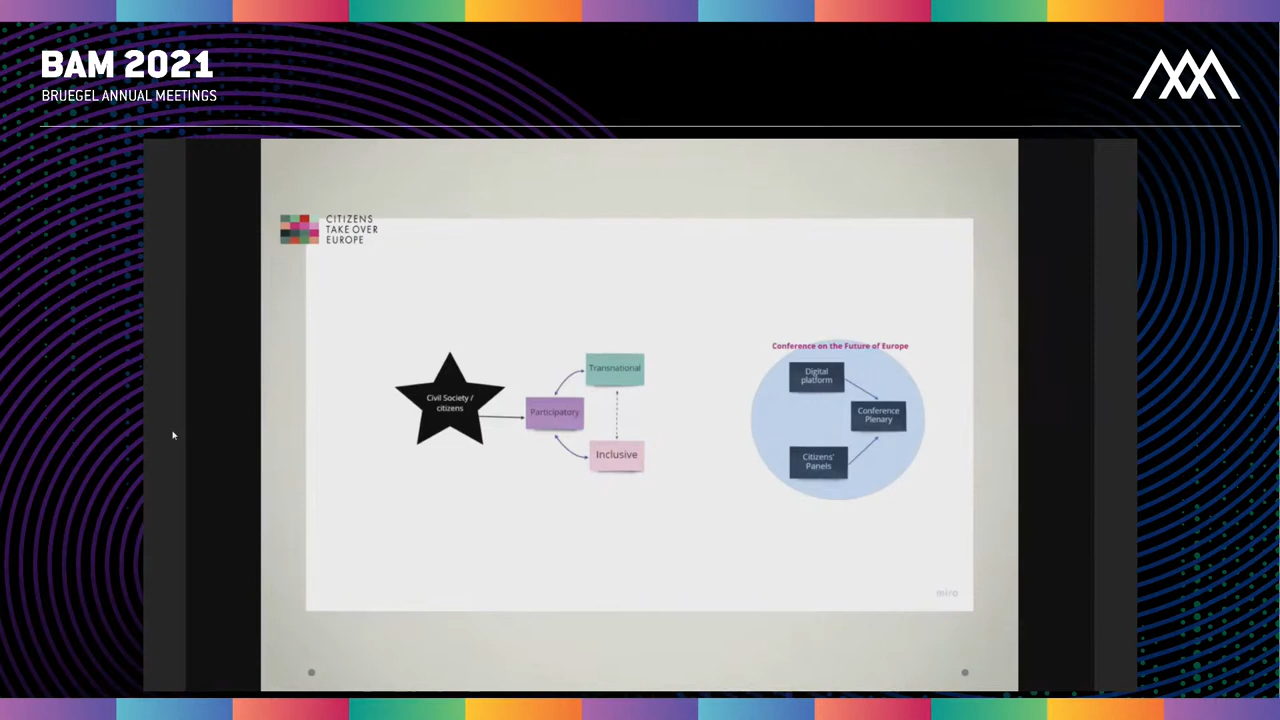 BAM 2021
BRUEGEL ANNUAL MEETINGS
CITIZENS
TAKE OVER
EUROPE
Civil Society /
citizens
Participatory
Transnational
Inclusive
Conference on the Future of Europe
Digital
platform
Conference
Plenary
Citizens'
Panels
miro